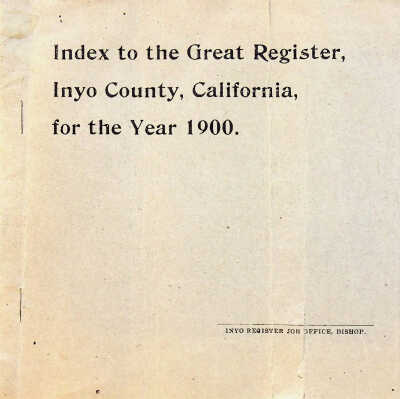 Index to the Great Register,
Inyo County, California,
for the Year 1900.
INYO REGISTER JOB OFFICE, BISHOP.